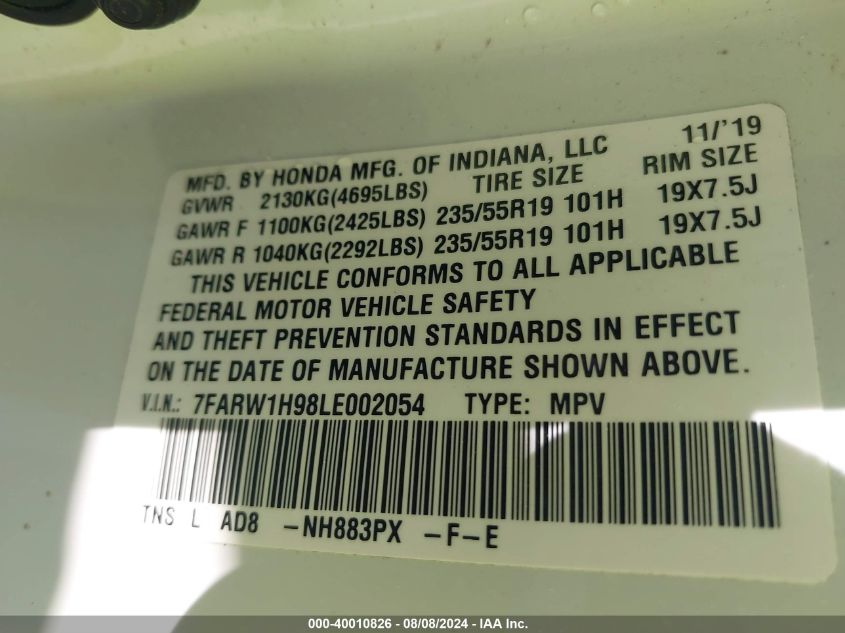 11/'19
MFD. BY HONDA MFG. OF INDIANA, LLC
GVWR 2130KG(4695LBS) TIRE SIZE RIM SIZE
GAWR F 1100KG(2425LBS) 235/55R19 101H 19X7.5J
GAWR R 1040KG(2292LBS) 235/55R19 101H 19X7.5J
THIS VEHICLE CONFORMS TO ALL APPLICABLE
FEDERAL MOTOR VEHICLE SAFETY
AND THEFT PREVENTION STANDARDS IN EFFECT
ON THE DATE OF MANUFACTURE SHOWN ABOVE.
V.I.N.: 7FARW1H98LE002054 TYPE: MPV
TNS L AD8 -NH883PX -F-E
000-40010826 - 08/08/2024 - IAA Inc.